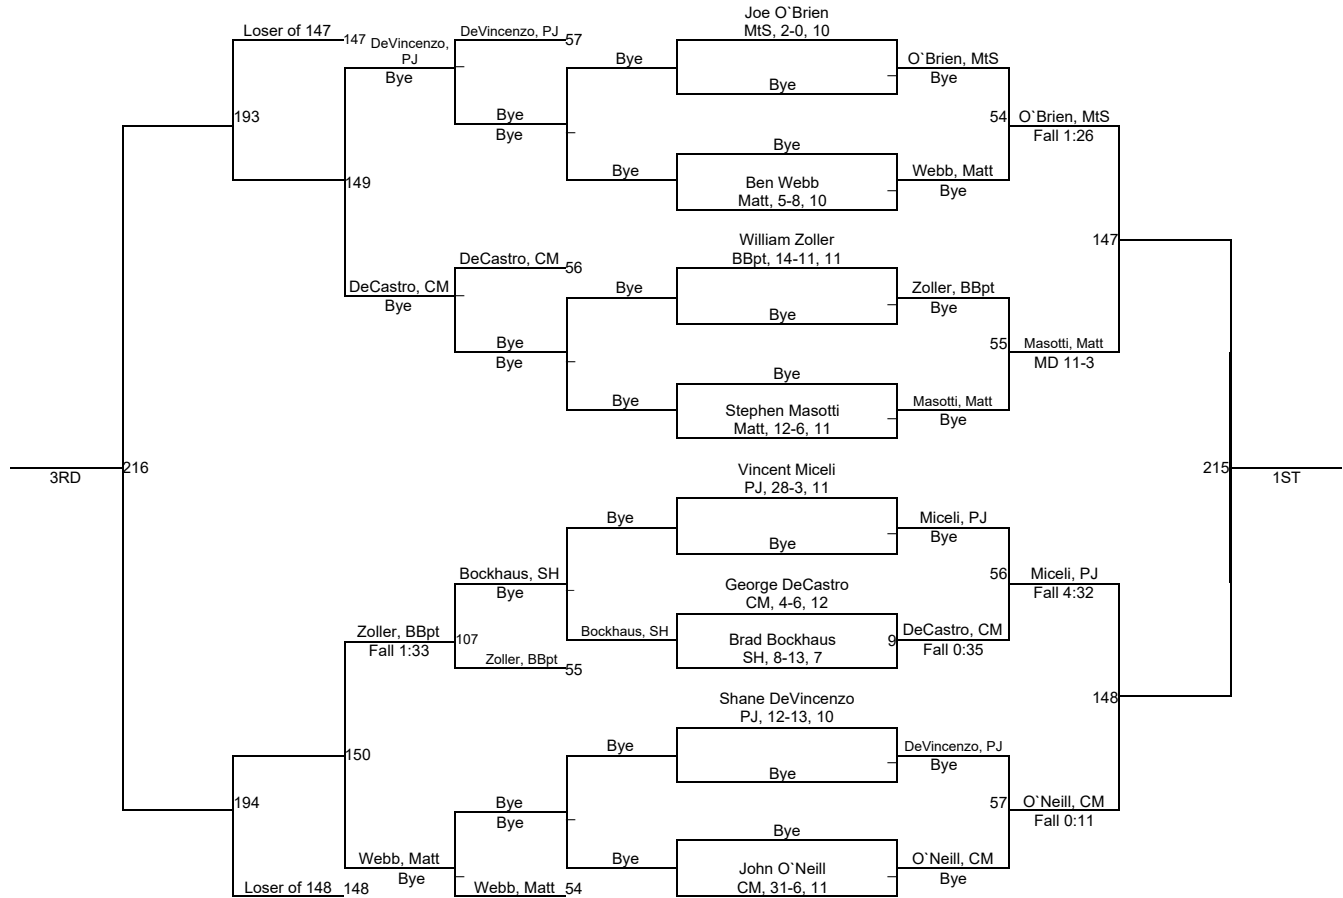 Joe O`Brien
MtS, 2-0, 10
Loser of 147
147
DeVincenzo,
PJ
Bye
DeVincenzo, PJ
57
Bye
Bye
O`Brien, MtS
Bye
193
Bye
Bye
54
O`Brien, MtS
Fall 1:26
Bye
149
Bye
Ben Webb
Matt, 5-8, 10
Webb, Matt
Bye
William Zoller
BBpt, 14-11, 11
147
DeCastro, CM
56
DeCastro, CM
Bye
Bye
Bye
Zoller, BBpt
Bye
Bye
Bye
55
Masotti, Matt
MD 11-3
Bye
Bye
Stephen Masotti
Matt, 12-6, 11
Masotti, Matt
Bye
3RD
216
Vincent Miceli
PJ, 28-3, 11
215
1ST
Bye
Bye
Miceli, PJ
Bye
Bockhaus, SH
Bye
George DeCastro
CM, 4-6, 12
56
Miceli, PJ
Fall 4:32
Zoller, BBpt
Fall 1:33
107
Bockhaus, SH
Brad Bockhaus
SH, 8-13, 7
9
DeCastro, CM
Fall 0:35
Zoller, BBpt
55
Shane DeVincenzo
PJ, 12-13, 10
148
150
Bye
Bye
DeVincenzo, PJ
Bye
194
Bye
Bye
57
O`Neill, CM
Fall 0:11
Bye
Webb, Matt
Bye
Bye
John O`Neill
CM, 31-6, 11
O`Neill, CM
Bye
Loser of 148
148
Webb, Matt
54